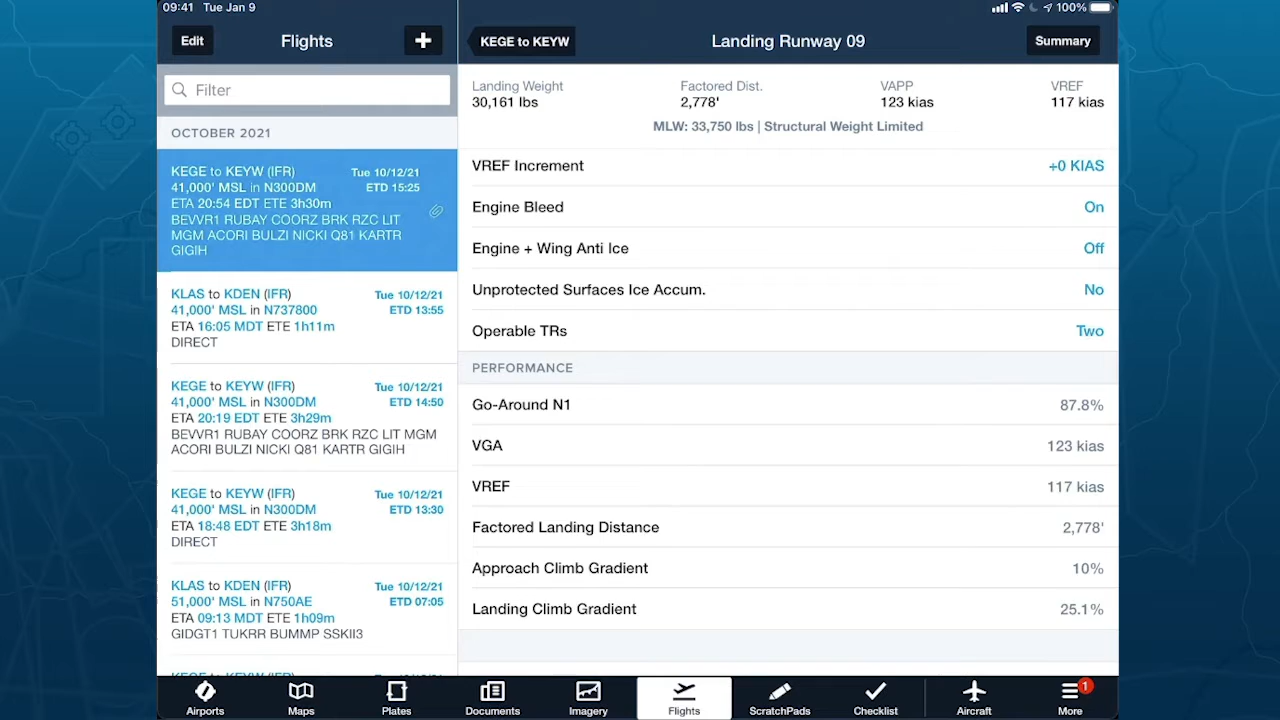 09:41 Tue Jan 9
100%
Edit
Flights
+
KEGE to KEYW
Landing Runway 09
Summary
Filter
OCTOBER 2021
KEGE to KEYW (IFR) Tue 10/12/21
41,000' MSL in N300DM ETD 15:25
ETA 20:54 EDT ETE 3h30m
BEVVR1 RUBAY COORZ BRK RZC LIT
MGM ACORI BULZI NICKI Q81 KARTR
GIGIH
KLAS to KDEN (IFR) Tue 10/12/21
41,000' MSL in N737800 ETD 13:55
ETA 16:05 MDT ETE 1h11m
DIRECT
KEGE to KEYW (IFR) Tue 10/12/21
41,000' MSL in N300DM ETD 14:50
ETA 20:19 EDT ETE 3h29m
BEVVR1 RUBAY COORZ BRK RZC LIT MGM
ACORI BULZI NICKI Q81 KARTR GIGIH
KEGE to KEYW (IFR) Tue 10/12/21
41,000' MSL in N300DM ETD 13:30
ETA 18:48 EDT ETE 3h18m
DIRECT
KLAS to KDEN (IFR) Tue 10/12/21
51,000' MSL in N750AE ETD 07:05
ETA 09:13 MDT ETE 1h09m
GIDGT1 TUKRR BUMMP SSKII3
Landing Weight Factored Dist. VAPP VREF
30,161 lbs 2,778' 123 kias 117 kias
MLW: 33,750 lbs | Structural Weight Limited
VREF Increment +0 KIAS
Engine Bleed On
Engine + Wing Anti Ice Off
Unprotected Surfaces Ice Accum. No
Operable TRs Two
PERFORMANCE
Go-Around N1 87.8%
VGA 123 kias
VREF 117 kias
Factored Landing Distance 2,778'
Approach Climb Gradient 10%
Landing Climb Gradient 25.1%
Airports Maps Plates Documents Imagery Flights ScratchPads Checklist Aircraft More 1